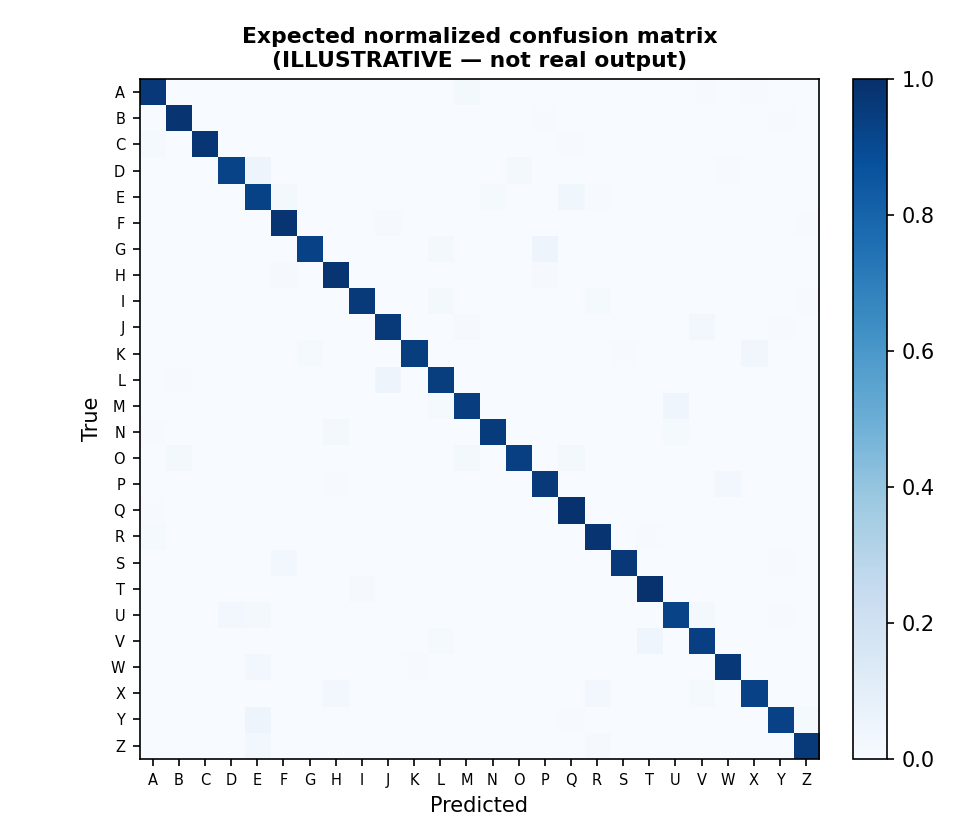 Expected normalized confusion matrix
(ILLUSTRATIVE — not real output)
True
A
B
C
D
E
F
G
H
I
J
K
L
M
N
O
P
Q
R
S
T
U
V
W
X
Y
Z
A B C D E F G H I J K L M N O P Q R S T U V W X Y Z
Predicted
1.0
0.8
0.6
0.4
0.2
0.0